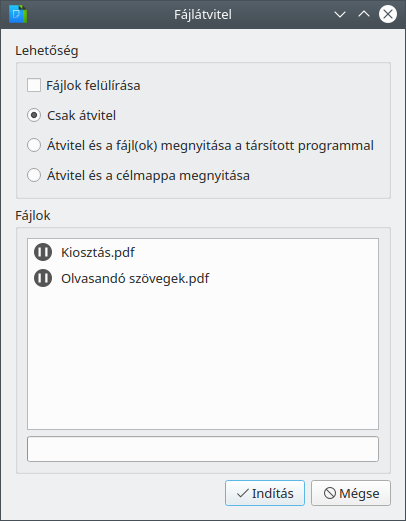 Fájlátvitel
Lehetőség
Fájlok felülírása
Csak átvitel
Átvitel és a fájl(ok) megnyitása a társított programmal
Átvitel és a célmappa megnyitása
Fájlok
Kiosztás.pdf
Olvasandó szövegek.pdf
Indítás
Mégse